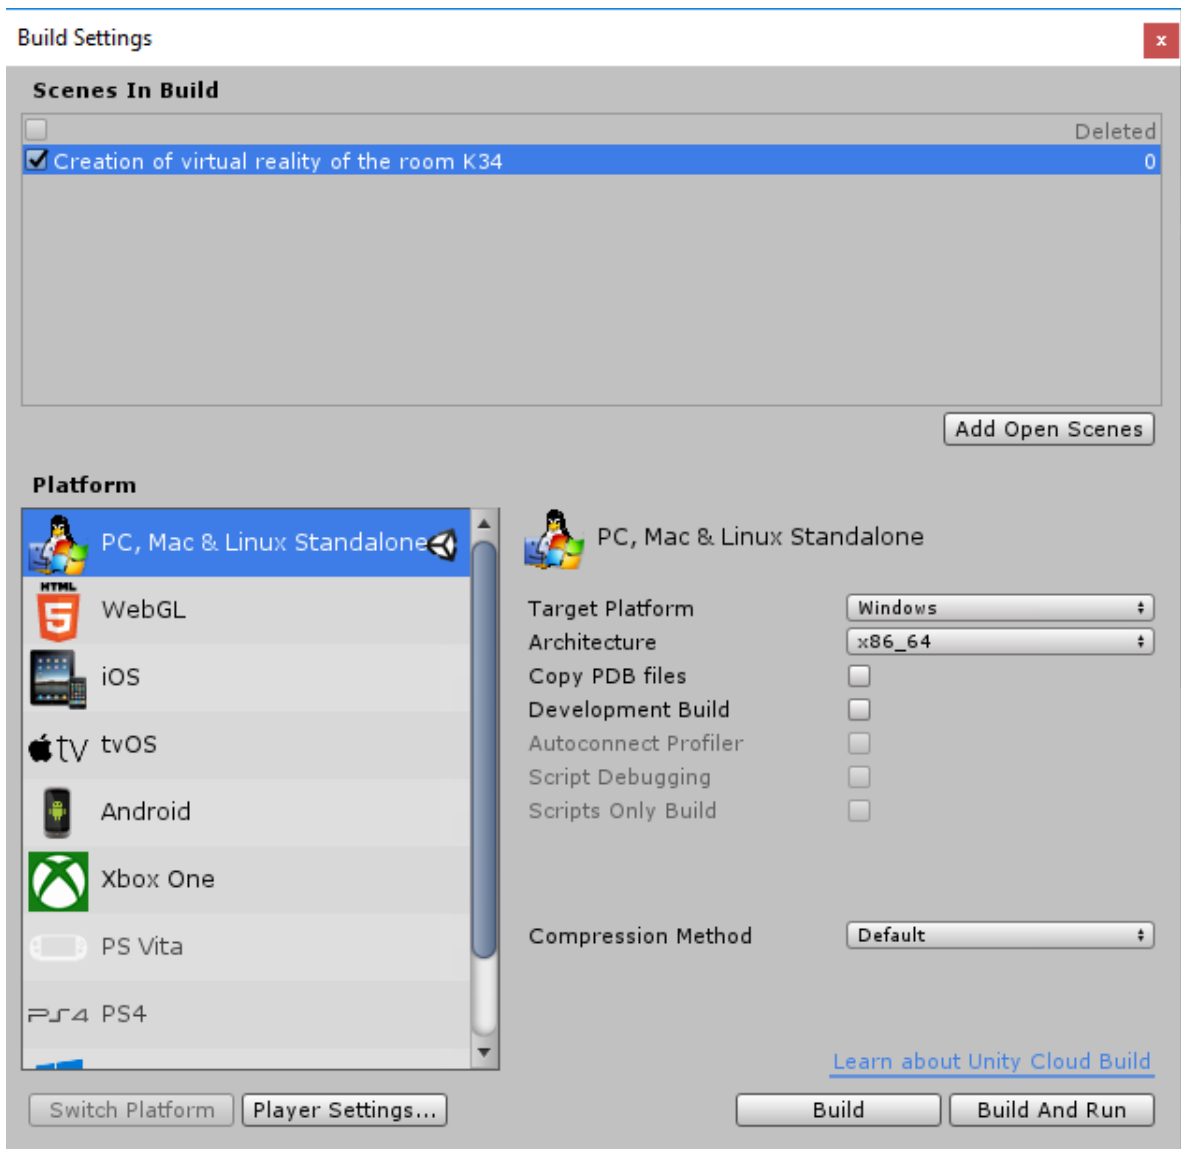 Build Settings
x
Scenes In Build
Deleted
Creation of virtual reality of the room K34 0
Add Open Scenes
Platform
PC, Mac & Linux Standalone
HTML
5
WebGL
iOS
tv tvOS
Android
Xbox One
PS Vita
PS4 PS4
PC, Mac & Linux Standalone
Target Platform Windows
Architecture x86_64
Copy PDB files
Development Build
Autoconnect Profiler
Script Debugging
Scripts Only Build
Compression Method Default
Learn about Unity Cloud Build
Switch Platform Player Settings... Build Build And Run